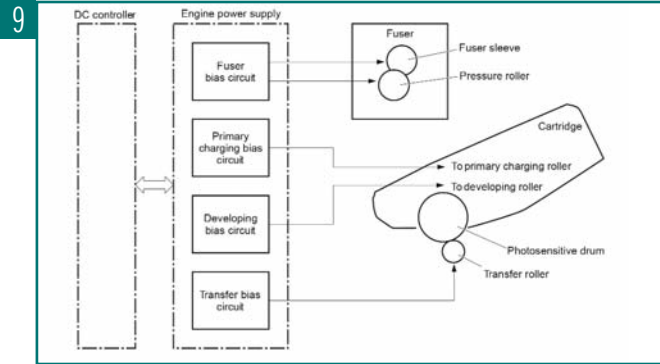 9
DC controller
Engine power supply
Fuser
bias circuit
Primary
charging bias
circuit
Developing
bias circuit
Transfer bias
circuit
Fuser
Fuser sleeve
Pressure roller
Cartridge
To primary charging roller
To developing roller
Photosensitive drum
Transfer roller